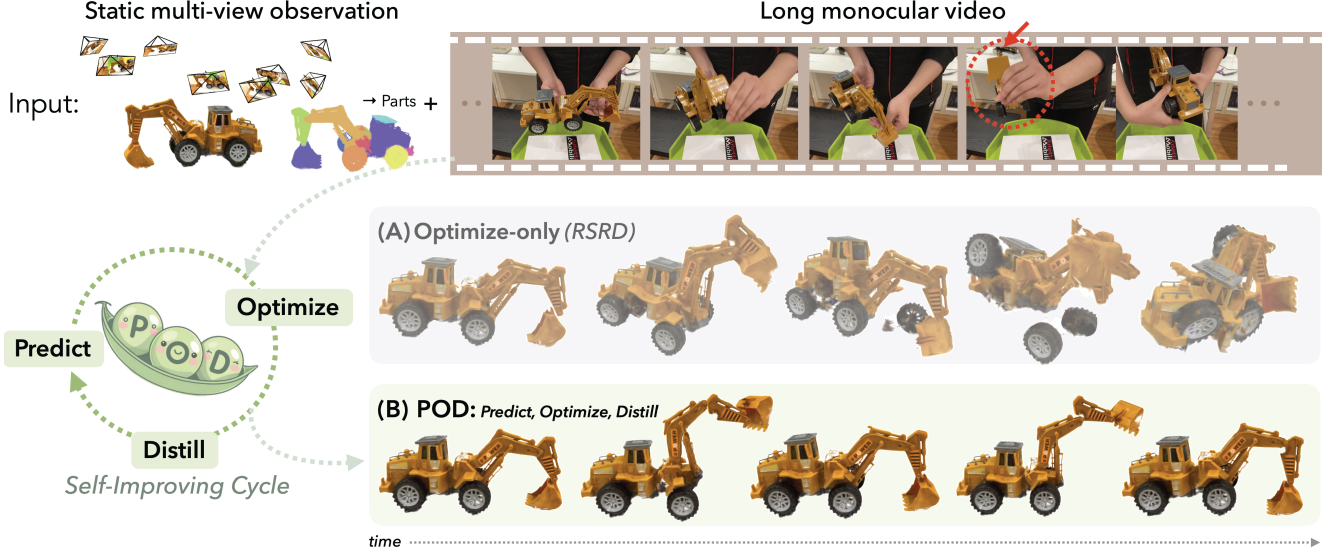 Static multi-view observation
Long monocular video
Input:
→ Parts +
(A) Optimize-only (RSRD)
Optimize
Predict
POD
Distill
Self-Improving Cycle
(B) POD: Predict, Optimize, Distill
time